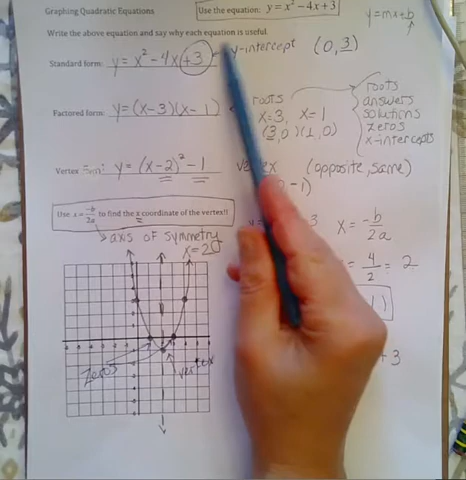 Graphing Quadratic Equations
Use the equation: y = x² − 4x + 3
y = mx + b
Write the above equation and say why each equation is useful.
Standard form: y = x² − 4x + 3 y-intercept (0, 3)
Factored form: y = (x−3)(x−1)
roots
x=3, x=1
(3,0)(1,0)
roots
answers
solutions
zeros
x-intercepts
Vertex y = (x−2)² − 1 (opposite, same)
−1)
Use x = −b/2a to find the x coordinate of the vertex!!
axis of symmetry
x=2
3
x = −b/2a
= 4/2 = 2
+ 3
zeros
vertex